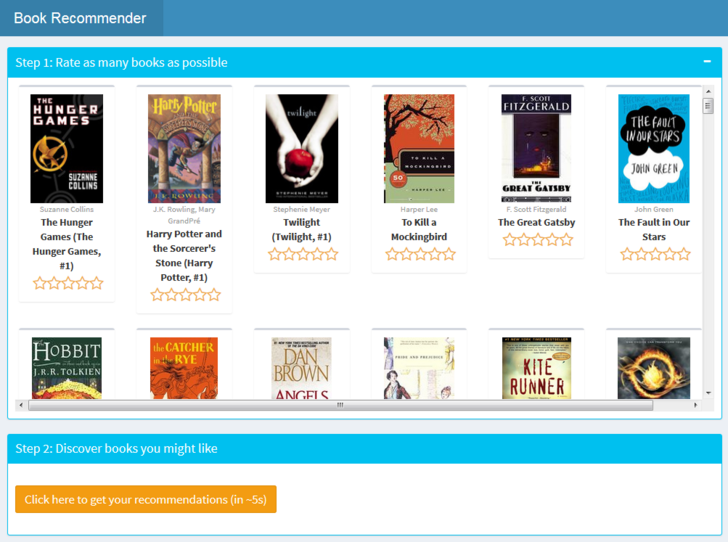 Book Recommender
Step 1: Rate as many books as possible
THE
HUNGER
GAMES
SUZANNE
COLLINS
Suzanne Collins
The Hunger
Games (The
Hunger Games,
#1)
Harry Potter
J.K. ROWLING
J.K. Rowling, Mary
GrandPré
Harry Potter and
the Sorcerer's
Stone (Harry
Potter, #1)
twilight
STEPHENIE MEYER
Stephenie Meyer
Twilight
(Twilight, #1)
TO KILL A
MOCKINGBIRD
50
HARPER LEE
Harper Lee
To Kill a
Mockingbird
F. SCOTT
FITZGERALD
THE
GREAT GATSBY
F. Scott Fitzgerald
The Great Gatsby
THE FAULT
IN OUR
STARS
JOHN GREEN
John Green
The Fault in Our
Stars
The
HOBBIT
J.R.R. TOLKIEN
the CATCHER
in the RYE
DAN
BROWN
ANGELS
PRIDE AND PREJUDICE
KITE
RUNNER
Step 2: Discover books you might like
Click here to get your recommendations (in ~5s)